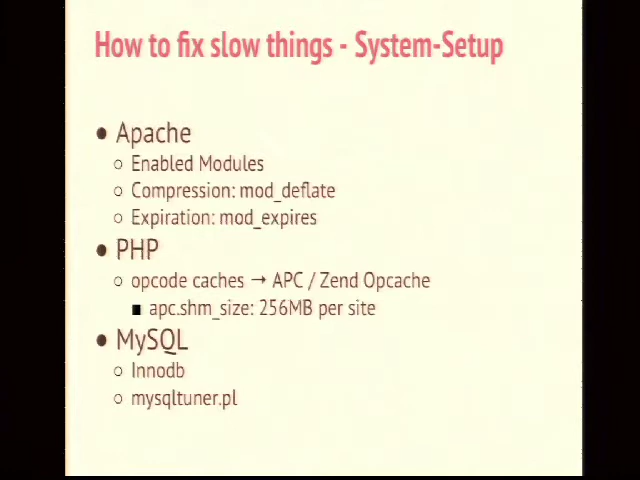 How to fix slow things - System-Setup
● Apache
○ Enabled Modules
○ Compression: mod_deflate
○ Expiration: mod_expires
● PHP
○ opcode caches → APC / Zend Opcache
■ apc.shm_size: 256MB per site
● MySQL
○ Innodb
○ mysqltuner.pl